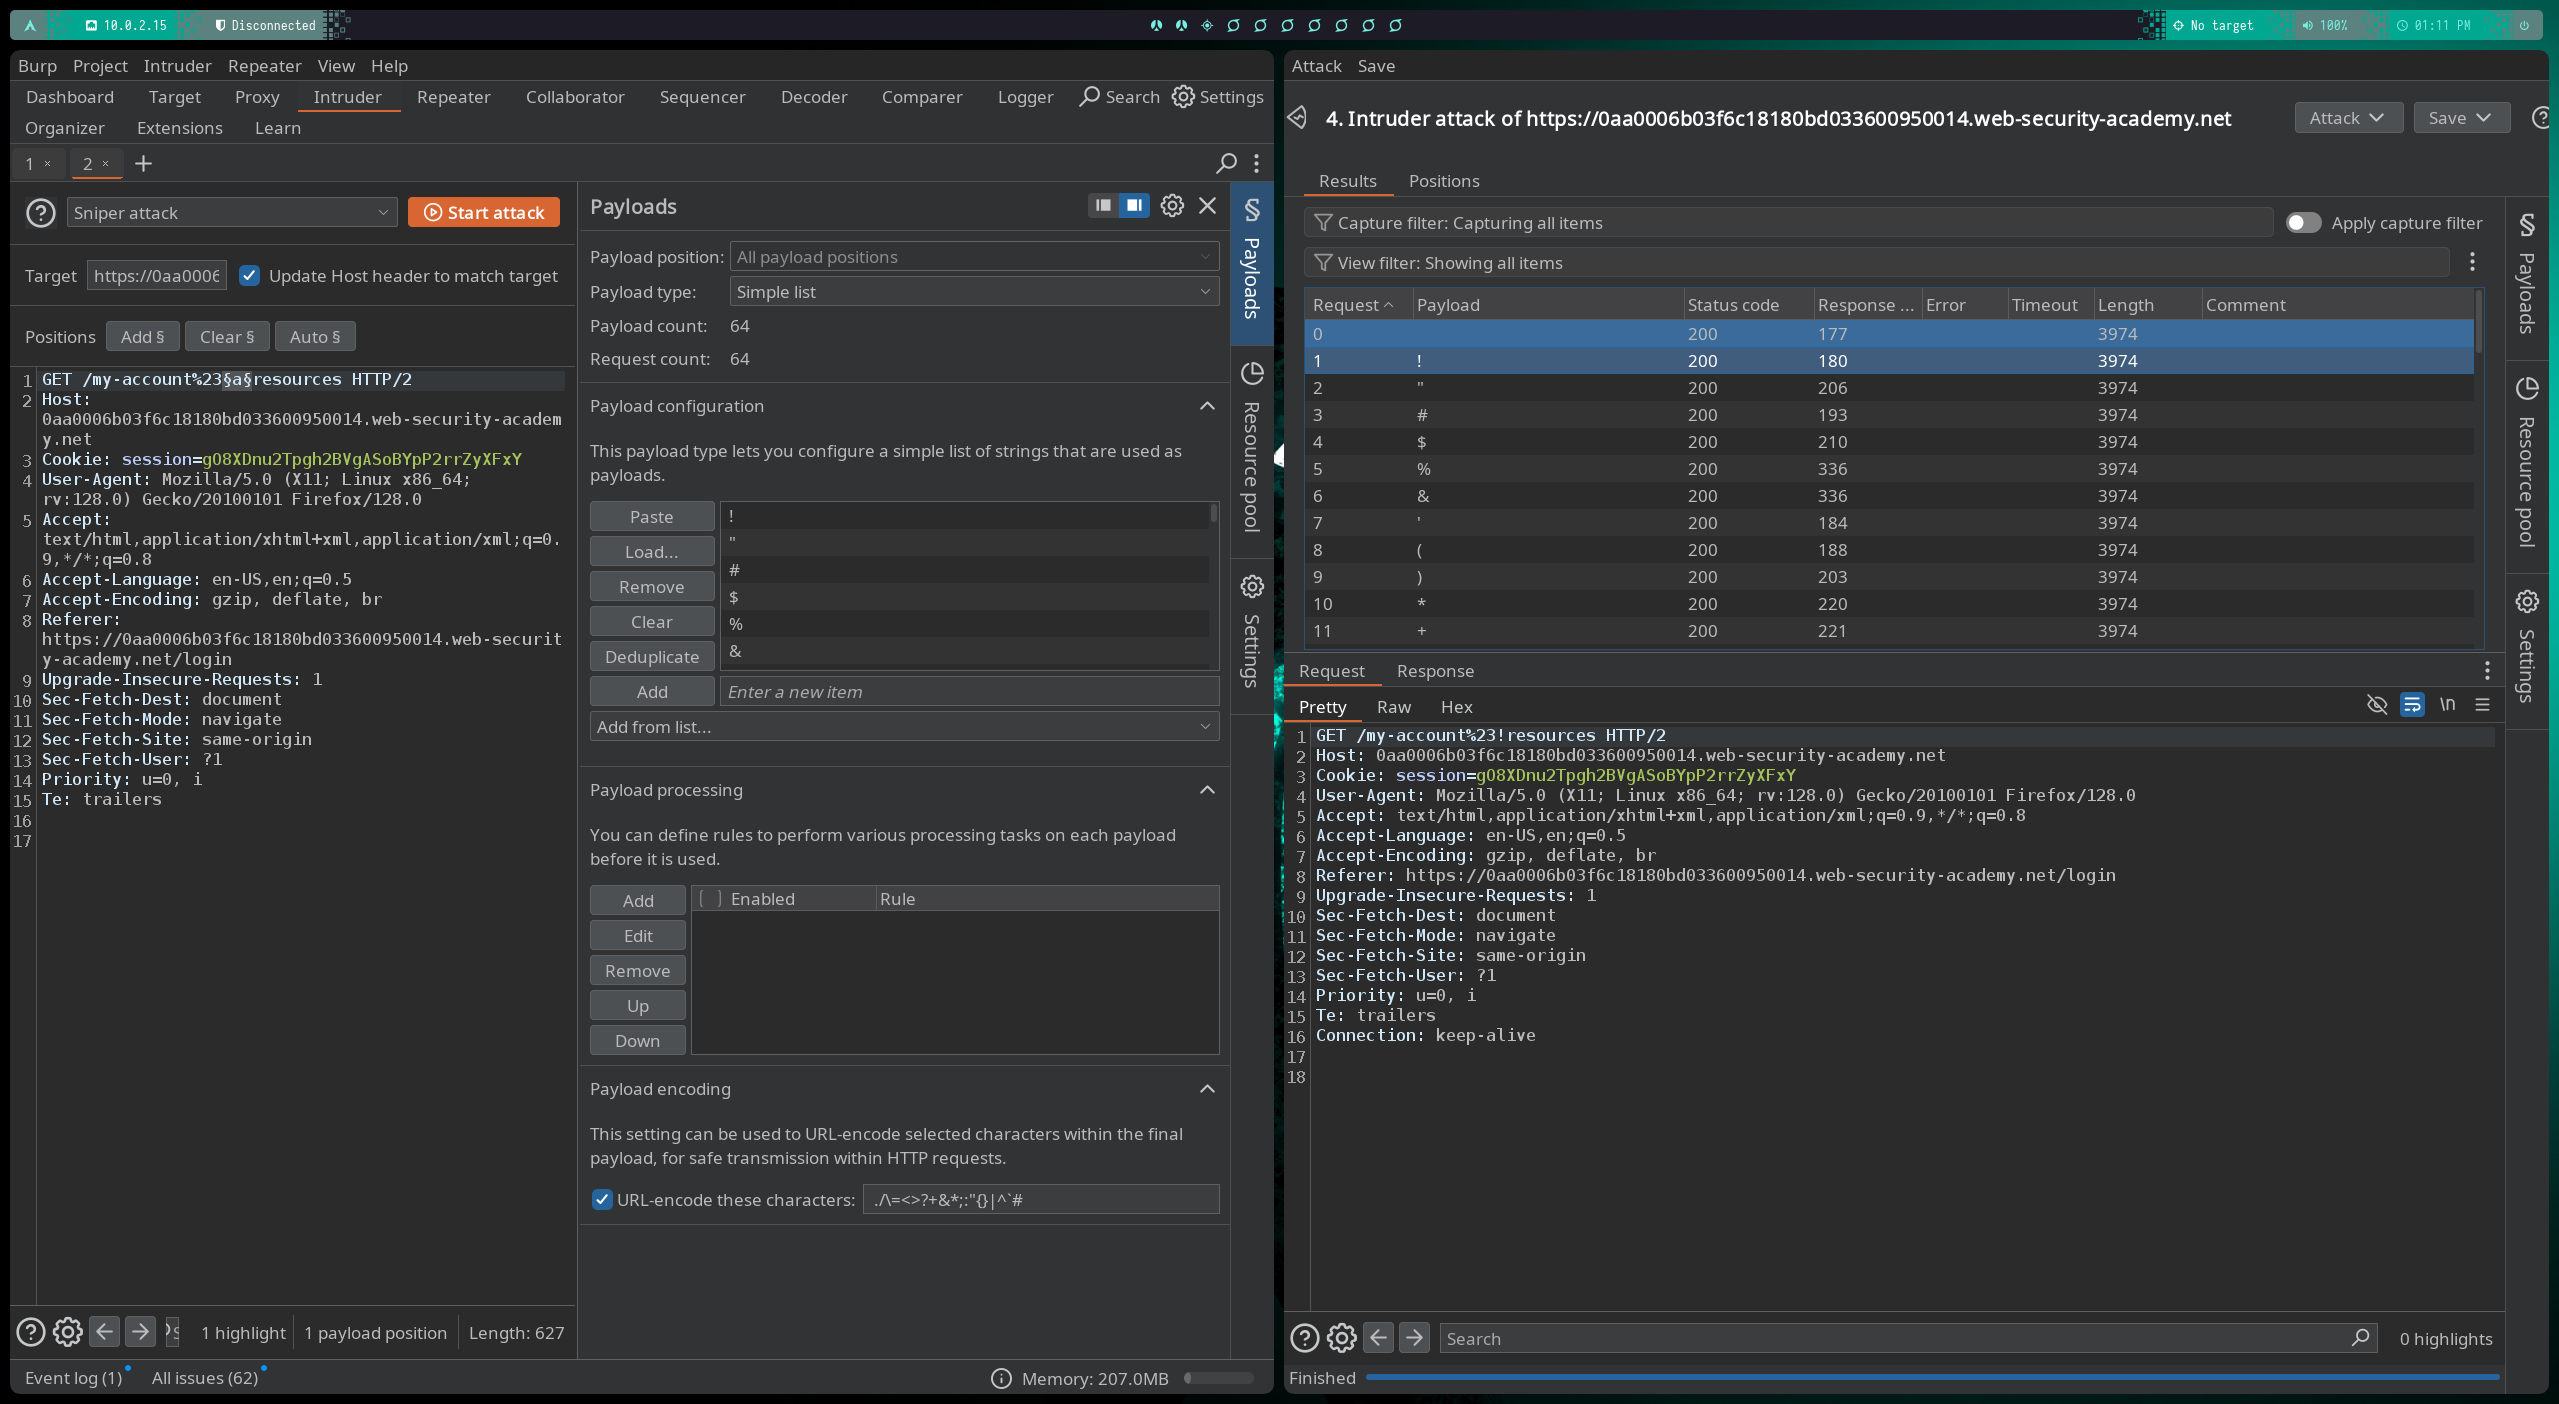 10.0.2.15
Disconnected
No target
100%
01:11 PM
Burp Project Intruder Repeater View Help
Dashboard Target Proxy Intruder Repeater Collaborator Sequencer Decoder Comparer Logger Search Settings
Organizer Extensions Learn
1 × 2 × +
Sniper attack
Start attack
Target https://0aa0006 Update Host header to match target
Positions Add § Clear § Auto §
1 GET /my-account%23§a§resources HTTP/2
2 Host:
0aa0006b03f6c18180bd033600950014.web-security-academ
y.net
3 Cookie: session=gO8XDnu2Tpgh2BVgASoBYpP2rrZyXFxY
4 User-Agent: Mozilla/5.0 (X11; Linux x86_64;
rv:128.0) Gecko/20100101 Firefox/128.0
5 Accept:
text/html,application/xhtml+xml,application/xml;q=0.
9,*/*;q=0.8
6 Accept-Language: en-US,en;q=0.5
7 Accept-Encoding: gzip, deflate, br
8 Referer:
https://0aa0006b03f6c18180bd033600950014.web-securit
y-academy.net/login
9 Upgrade-Insecure-Requests: 1
10 Sec-Fetch-Dest: document
11 Sec-Fetch-Mode: navigate
12 Sec-Fetch-Site: same-origin
13 Sec-Fetch-User: ?1
14 Priority: u=0, i
15 Te: trailers
16
17
1 highlight 1 payload position Length: 627
Payloads
Payload position: All payload positions
Payload type: Simple list
Payload count: 64
Request count: 64
Payload configuration
This payload type lets you configure a simple list of strings that are used as
payloads.
Paste
Load...
Remove
Clear
Deduplicate
!
"
#
$
%
&
Add Enter a new item
Add from list...
Payload processing
You can define rules to perform various processing tasks on each payload
before it is used.
Add
Edit
Remove
Up
Down
Enabled Rule
Payload encoding
This setting can be used to URL-encode selected characters within the final
payload, for safe transmission within HTTP requests.
URL-encode these characters: ./\=<>?+&*;:"{}|^`#
§ Payloads
Resource pool
Settings
Event log (1) All issues (62) Memory: 207.0MB
Attack Save
4. Intruder attack of https://0aa0006b03f6c18180bd033600950014.web-security-academy.net
Attack Save
Results Positions
Capture filter: Capturing all items
Apply capture filter
View filter: Showing all items
Request Payload Status code Response ... Error Timeout Length Comment
0 200 177 3974
1 ! 200 180 3974
2 " 200 206 3974
3 # 200 193 3974
4 $ 200 210 3974
5 % 200 336 3974
6 & 200 336 3974
7 ' 200 184 3974
8 ( 200 188 3974
9 ) 200 203 3974
10 * 200 220 3974
11 + 200 221 3974
Request Response
Pretty Raw Hex
\n
1 GET /my-account%23!resources HTTP/2
2 Host: 0aa0006b03f6c18180bd033600950014.web-security-academy.net
3 Cookie: session=gO8XDnu2Tpgh2BVgASoBYpP2rrZyXFxY
4 User-Agent: Mozilla/5.0 (X11; Linux x86_64; rv:128.0) Gecko/20100101 Firefox/128.0
5 Accept: text/html,application/xhtml+xml,application/xml;q=0.9,*/*;q=0.8
6 Accept-Language: en-US,en;q=0.5
7 Accept-Encoding: gzip, deflate, br
8 Referer: https://0aa0006b03f6c18180bd033600950014.web-security-academy.net/login
9 Upgrade-Insecure-Requests: 1
10 Sec-Fetch-Dest: document
11 Sec-Fetch-Mode: navigate
12 Sec-Fetch-Site: same-origin
13 Sec-Fetch-User: ?1
14 Priority: u=0, i
15 Te: trailers
16 Connection: keep-alive
17
18
Search
0 highlights
Finished
§ Payloads
Resource pool
Settings